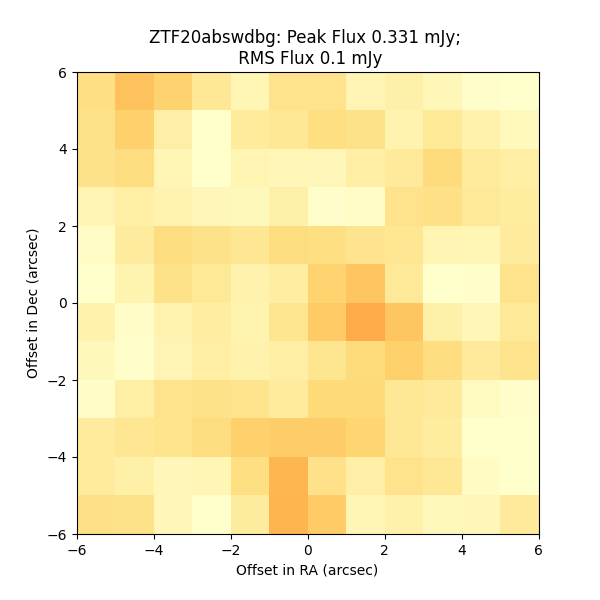 ZTF20abswdbg: Peak Flux 0.331 mJy;
RMS Flux 0.1 mJy
6
4
2
0
−2
−4
−6
Offset in Dec (arcsec)
−6 −4 −2 0 2 4 6
Offset in RA (arcsec)